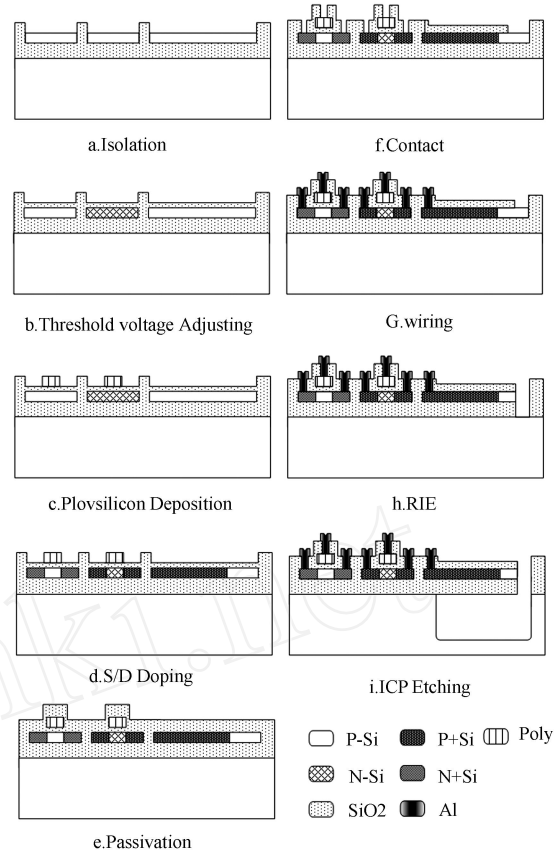 a.Isolation
f.Contact
b.Threshold voltage Adjusting
G.wiring
c.Plovsilicon Deposition
h.RIE
d.S/D Doping
i.ICP Etching
e.Passivation
P-Si
P+Si
Poly
N-Si
N+Si
SiO2
Al